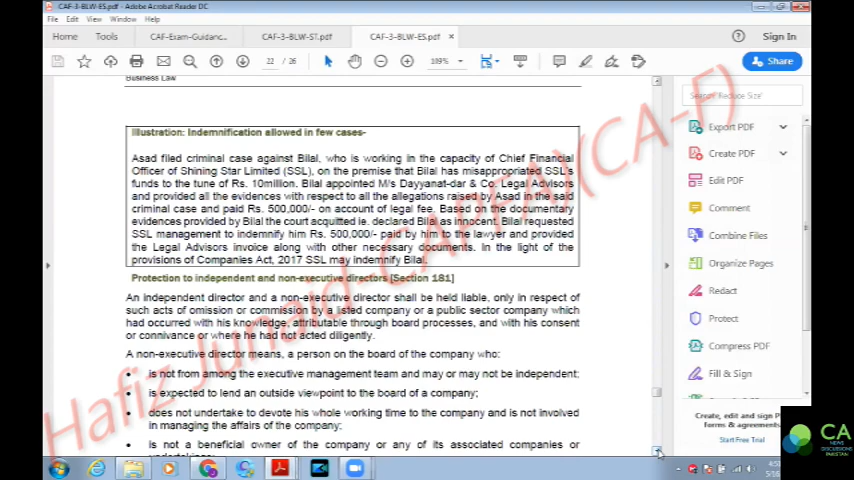 CAF-3-BLW-ES.pdf - Adobe Acrobat Reader DC
File Edit View Window Help
Home Tools CAF-Exam-Guidanc... CAF-3-BLW-ST.pdf CAF-3-BLW-ES.pdf × Sign In
22 / 26 109% Share
Business Law
Illustration: Indemnification allowed in few cases-
Asad filed criminal case against Bilal, who is working in the capacity of Chief Financial
Officer of Shining Star Limited (SSL), on the premise that Bilal has misappropriated SSL's
funds to the tune of Rs. 10million. Bilal appointed M/s Dayyanat-dar & Co. Legal Advisors
and provided all the evidences with respect to all the allegations raised by Asad in the said
criminal case and paid Rs. 500,000/- on account of legal fee. Based on the documentary
evidences provided by Bilal the court acquitted ie. declared Bilal as innocent. Bilal requested
SSL management to indemnify him Rs. 500,000/- paid by him to the lawyer and provided
the Legal Advisors invoice along with other necessary documents. In the light of the
provisions of Companies Act, 2017 SSL may indemnify Bilal.
Protection to independent and non-executive directors [Section 181]
An independent director and a non-executive director shall be held liable, only in respect of
such acts of omission or commission by a listed company or a public sector company which
had occurred with his knowledge, attributable through board processes, and with his consent
or connivance or where he had not acted diligently.
A non-executive director means, a person on the board of the company who:
• is not from among the executive management team and may or may not be independent;
• is expected to lend an outside viewpoint to the board of a company;
• does not undertake to devote his whole working time to the company and is not involved
in managing the affairs of the company;
• is not a beneficial owner of the company or any of its associated companies or
undertakings;
Hafiz Junaid-CA
(CA-F)
Search 'Reduce Size'
Export PDF
Create PDF
Edit PDF
Comment
Combine Files
Organize Pages
Redact
Protect
Compress PDF
Fill & Sign
Create, edit and sign P
Forms & agreements
Start Free Trial
CA
NEWS
DISCUSSIONS
PAKISTAN